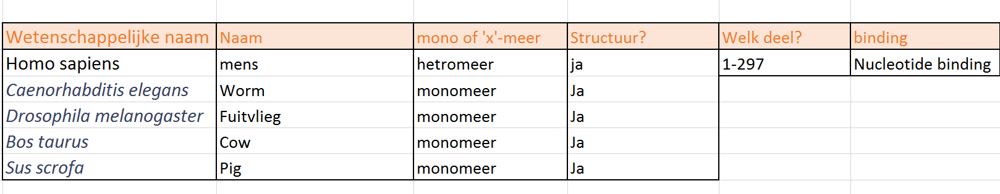 Wetenschappelijke naam Naam mono of 'x'-meer Structuur? Welk deel? binding
Homo sapiens mens hetromeer ja 1-297 Nucleotide binding
Caenorhabditis elegans Worm monomeer Ja
Drosophila melanogaster Fuitvlieg monomeer Ja
Bos taurus Cow monomeer Ja
Sus scrofa Pig monomeer Ja